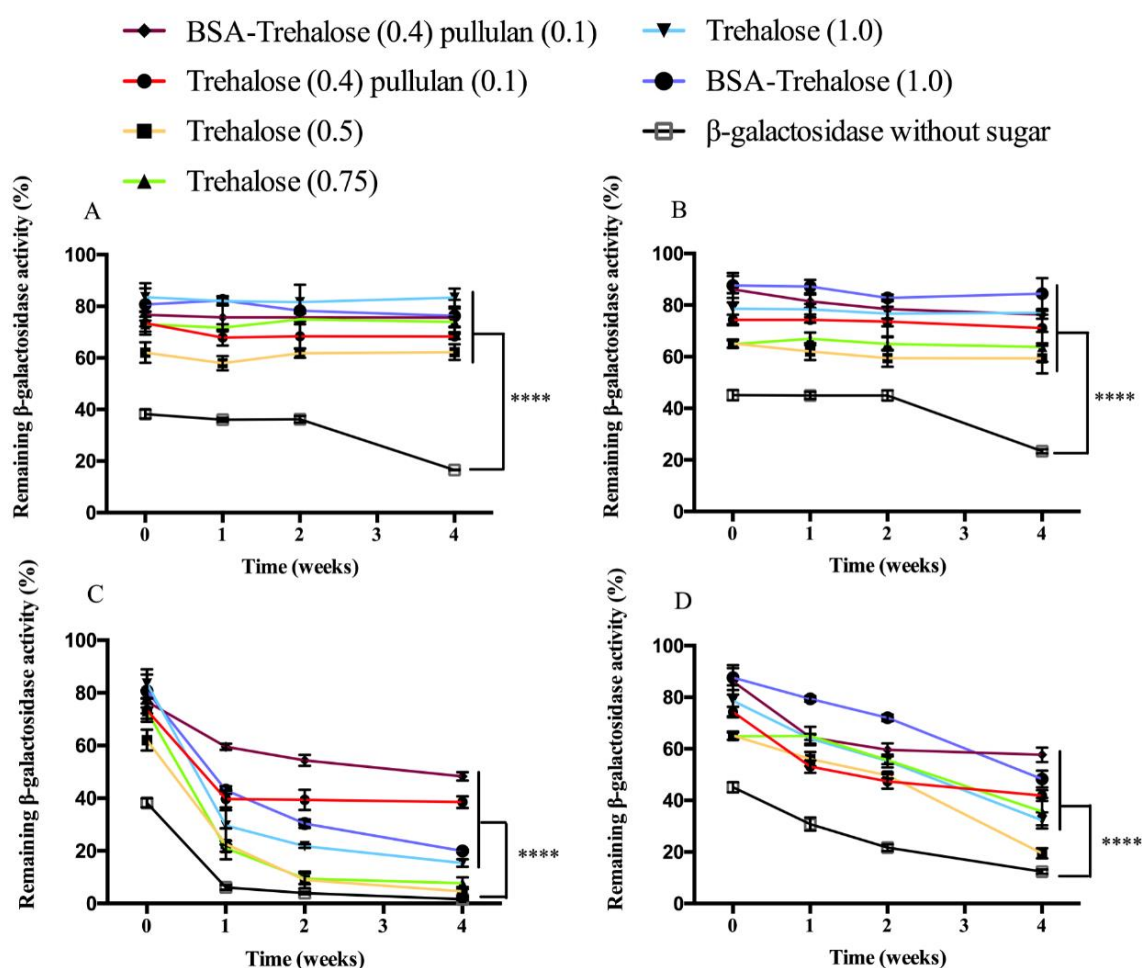 BSA-Trehalose (0.4) pullulan (0.1)
Trehalose (0.4) pullulan (0.1)
Trehalose (0.5)
Trehalose (0.75)
Trehalose (1.0)
BSA-Trehalose (1.0)
β-galactosidase without sugar
A
Remaining β-galactosidase activity (%)
100
80
60
40
20
0
0 1 2 3 4
Time (weeks)
****
B
Remaining β-galactosidase activity (%)
100
80
60
40
20
0
0 1 2 3 4
Time (weeks)
****
C
Remaining β-galactosidase activity (%)
100
80
60
40
20
0
0 1 2 3 4
Time (weeks)
****
D
Remaining β-galactosidase activity (%)
100
80
60
40
20
0
0 1 2 3 4
Time (weeks)
****